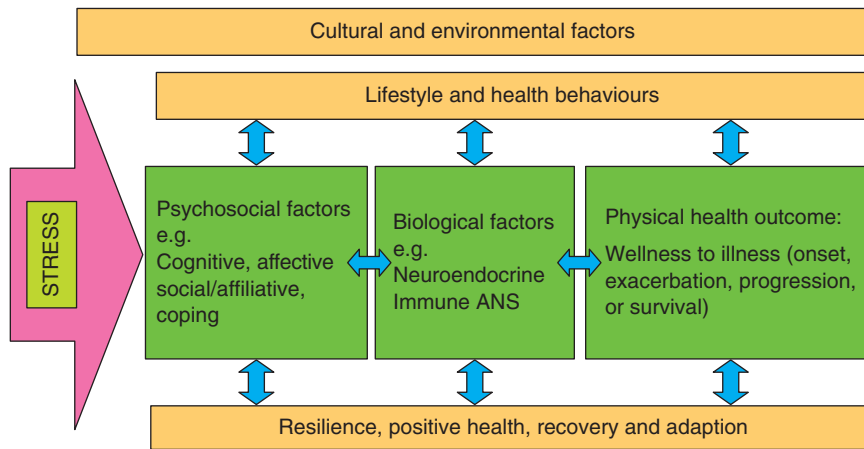 Cultural and environmental factors
Lifestyle and health behaviours
STRESS
Psychosocial factors
e.g.
Cognitive, affective
social/affiliative,
coping
Biological factors
e.g.
Neuroendocrine
Immune ANS
Physical health outcome:
Wellness to illness (onset,
exacerbation, progression,
or survival)
Resilience, positive health, recovery and adaption